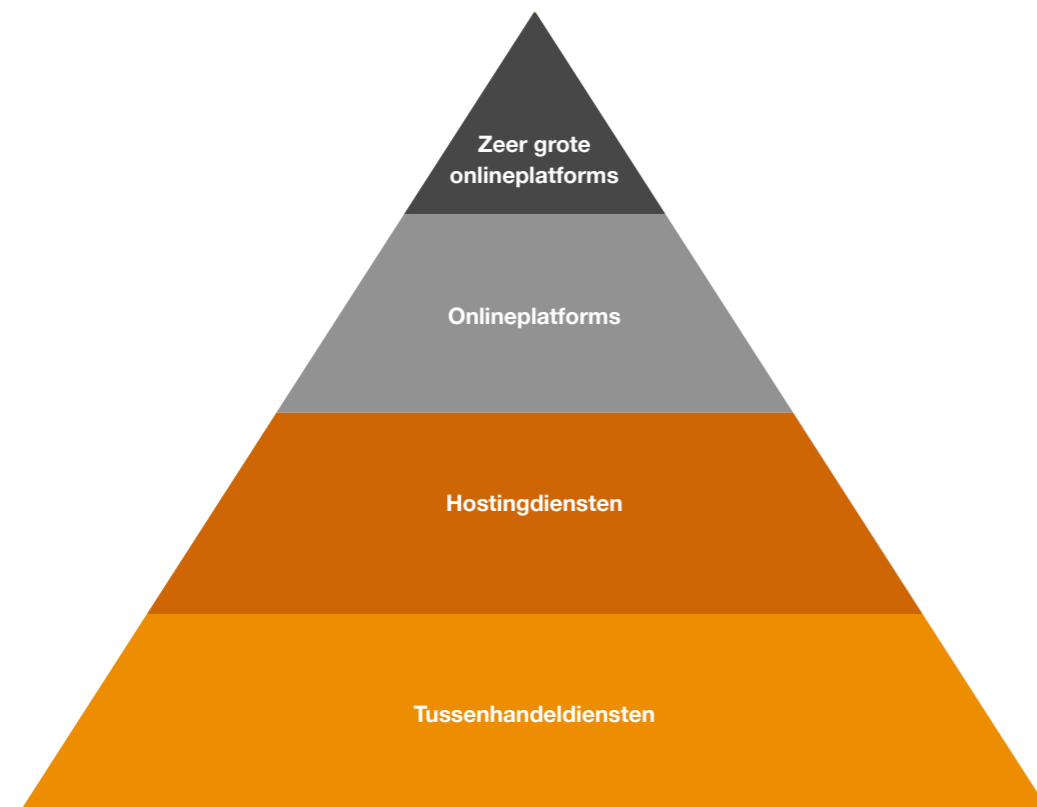 Zeer grote
onlineplatforms
Onlineplatforms
Hostingdiensten
Tussenhandeldiensten